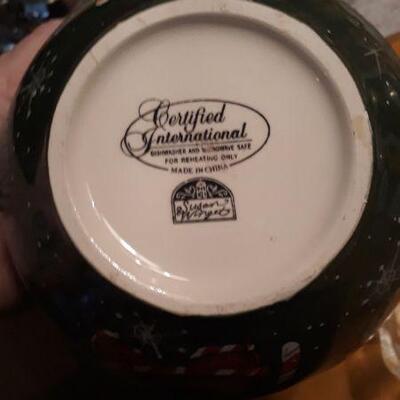 Certified
International
DISHWASHER AND MICROWAVE SAFE
FOR REHEATING ONLY
MADE IN CHINA
Susan
Winget